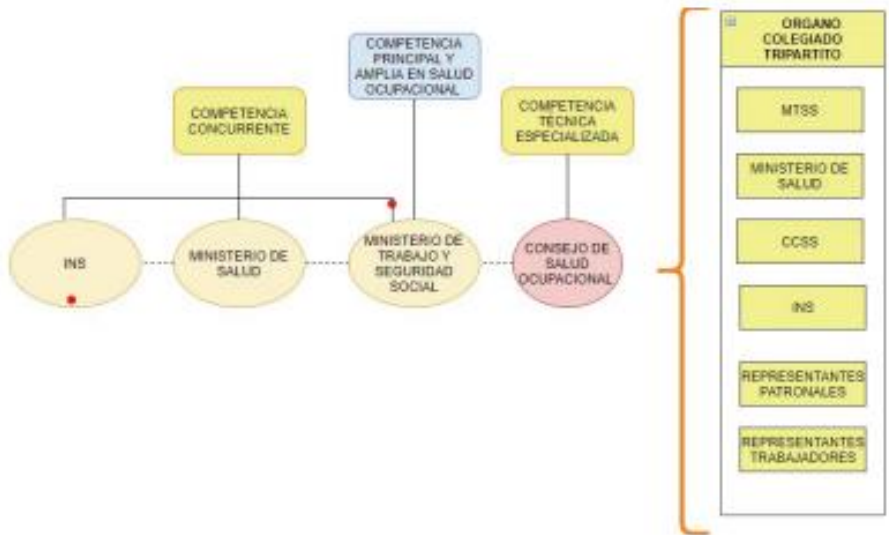 COMPETENCIA
PRINCIPAL Y
AMPLIA EN SALUD
OCUPACIONAL
COMPETENCIA
CONCURRENTE
COMPETENCIA
TÉCNICA
ESPECIALIZADA
INS
MINISTERIO DE
SALUD
MINISTERIO DE
TRABAJO Y
SEGURIDAD
SOCIAL
CONSEJO DE
SALUD
OCUPACIONAL
ORGANO
COLEGIADO
TRIPARTITO
MTSS
MINISTERIO DE
SALUD
CCSS
INS
REPRESENTANTES
PATRONALES
REPRESENTANTES
TRABAJADORES